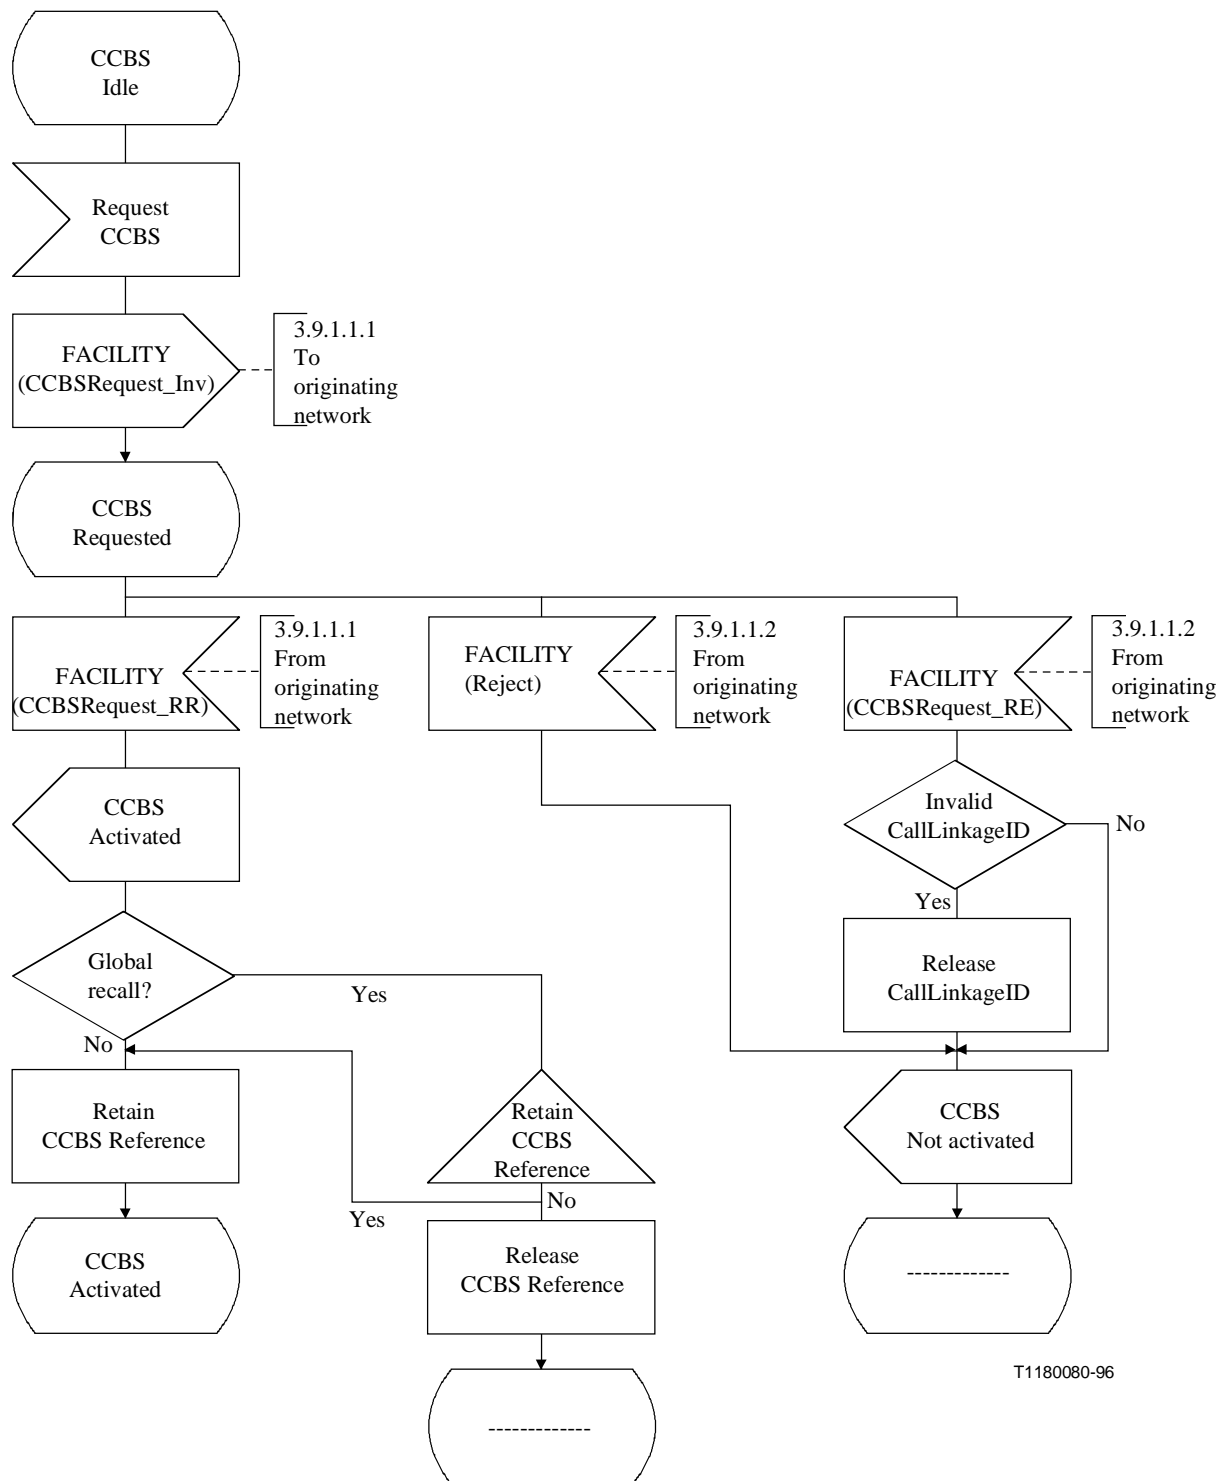 CCBS
Idle
Request
CCBS
FACILITY
(CCBSRequest_Inv)
3.9.1.1.1
To
originating
network
CCBS
Requested
FACILITY
(CCBSRequest_RR)
3.9.1.1.1
From
originating
network
FACILITY
(Reject)
3.9.1.1.2
From
originating
network
FACILITY
(CCBSRequest_RE)
3.9.1.1.2
From
originating
network
CCBS
Activated
Invalid
CallLinkageID
No
Yes
Release
CallLinkageID
Global
recall?
Yes
No
Retain
CCBS Reference
Retain
CCBS
Reference
CCBS
Not activated
Yes
No
CCBS
Activated
Release
CCBS Reference
-------------
-------------
T1180080-96